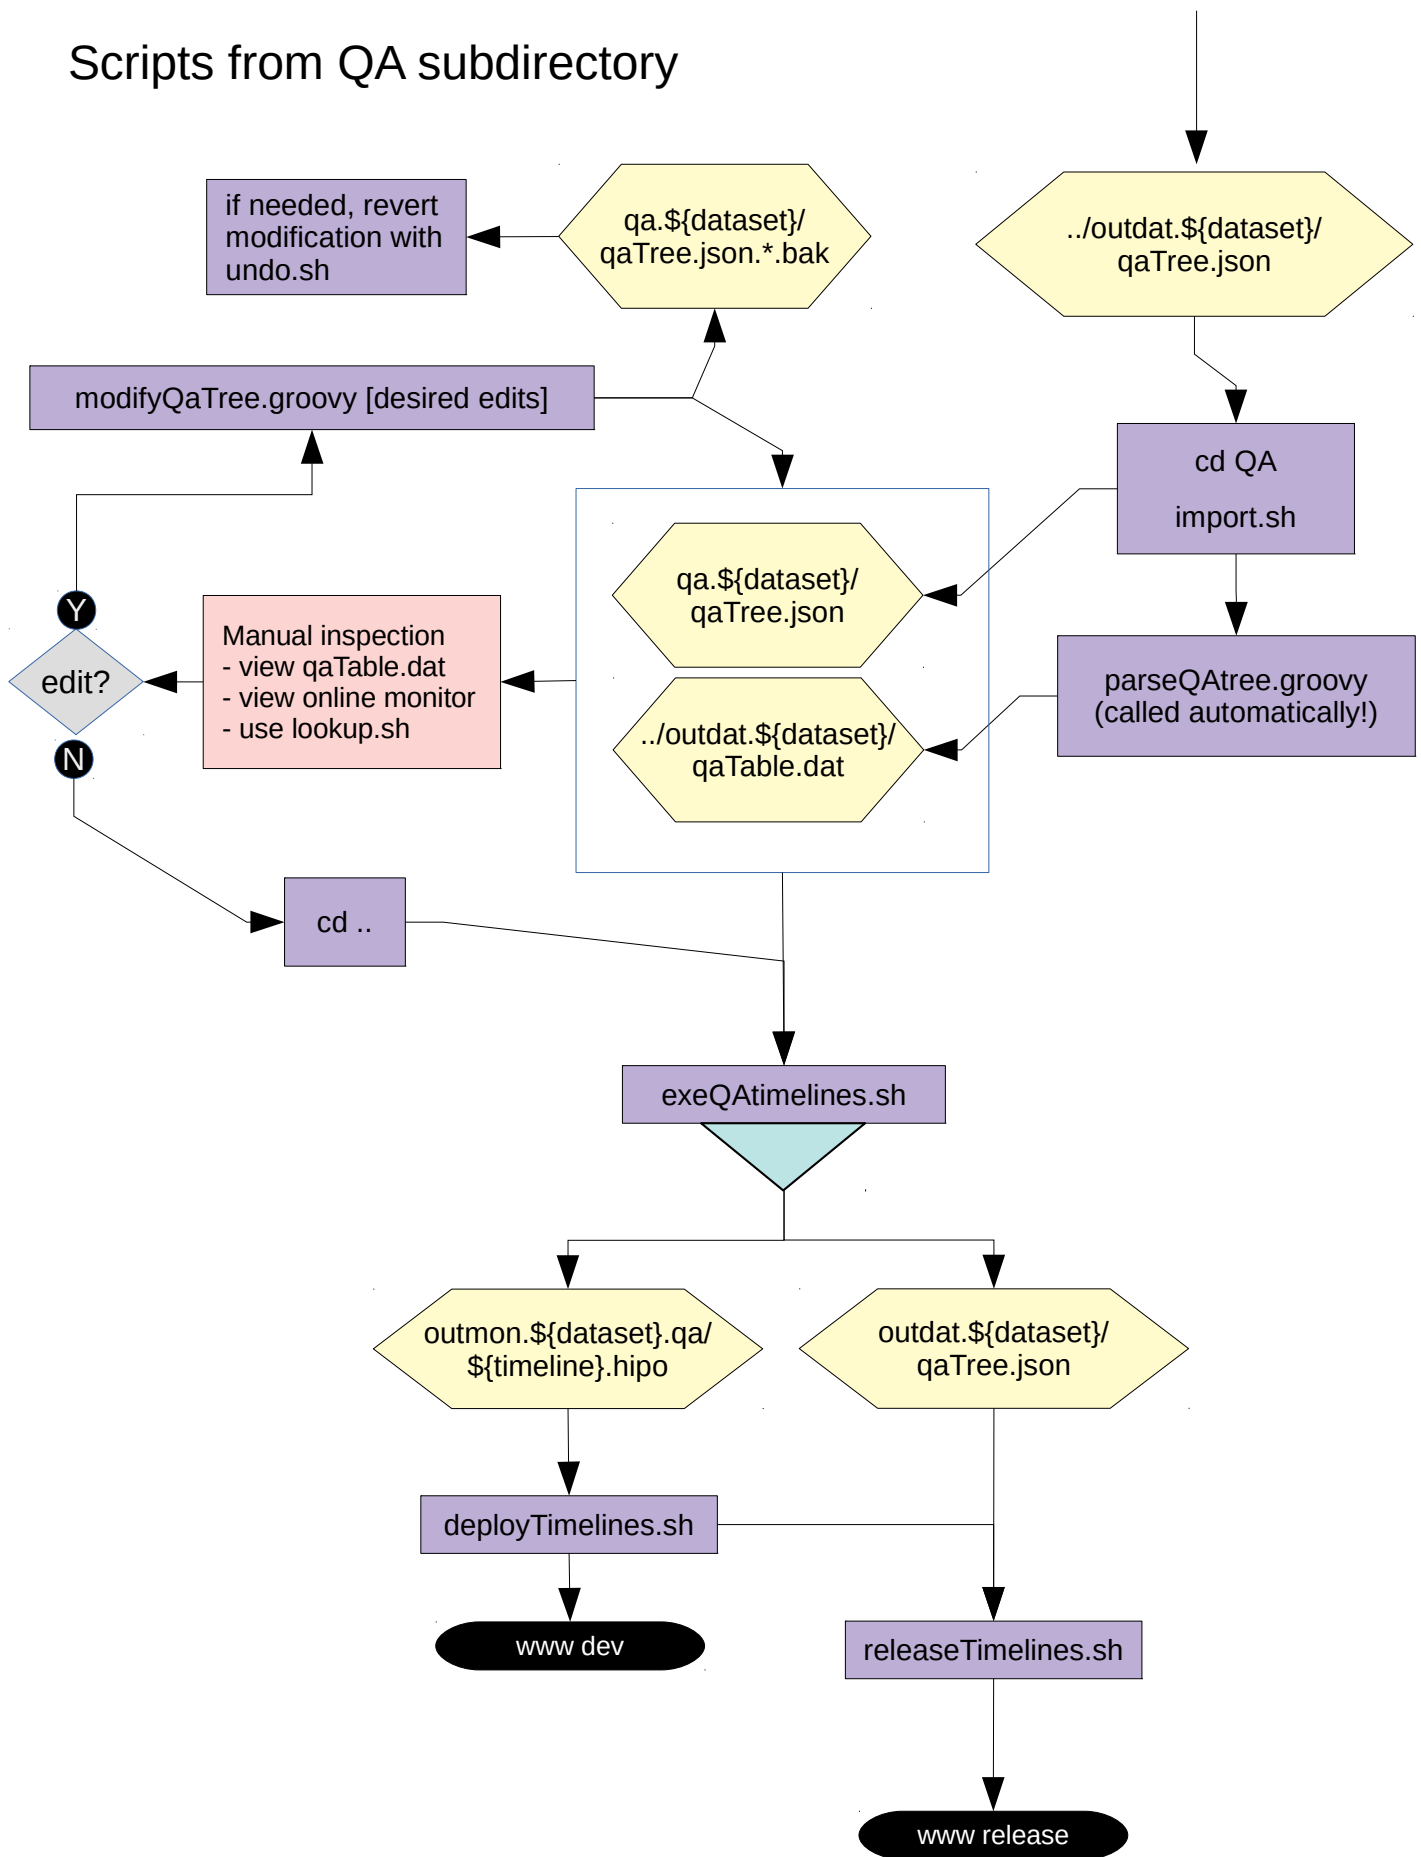 Scripts from QA subdirectory
if needed, revert
modification with
undo.sh
qa.${dataset}/
qaTree.json.*.bak
../outdat.${dataset}/
qaTree.json
modifyQaTree.groovy [desired edits]
cd QA
import.sh
qa.${dataset}/
qaTree.json
Y
edit?
N
Manual inspection
- view qaTable.dat
- view online monitor
- use lookup.sh
../outdat.${dataset}/
qaTable.dat
parseQAtree.groovy
(called automatically!)
cd ..
exeQAtimelines.sh
outmon.${dataset}.qa/
${timeline}.hipo
outdat.${dataset}/
qaTree.json
deployTimelines.sh
www dev
releaseTimelines.sh
www release